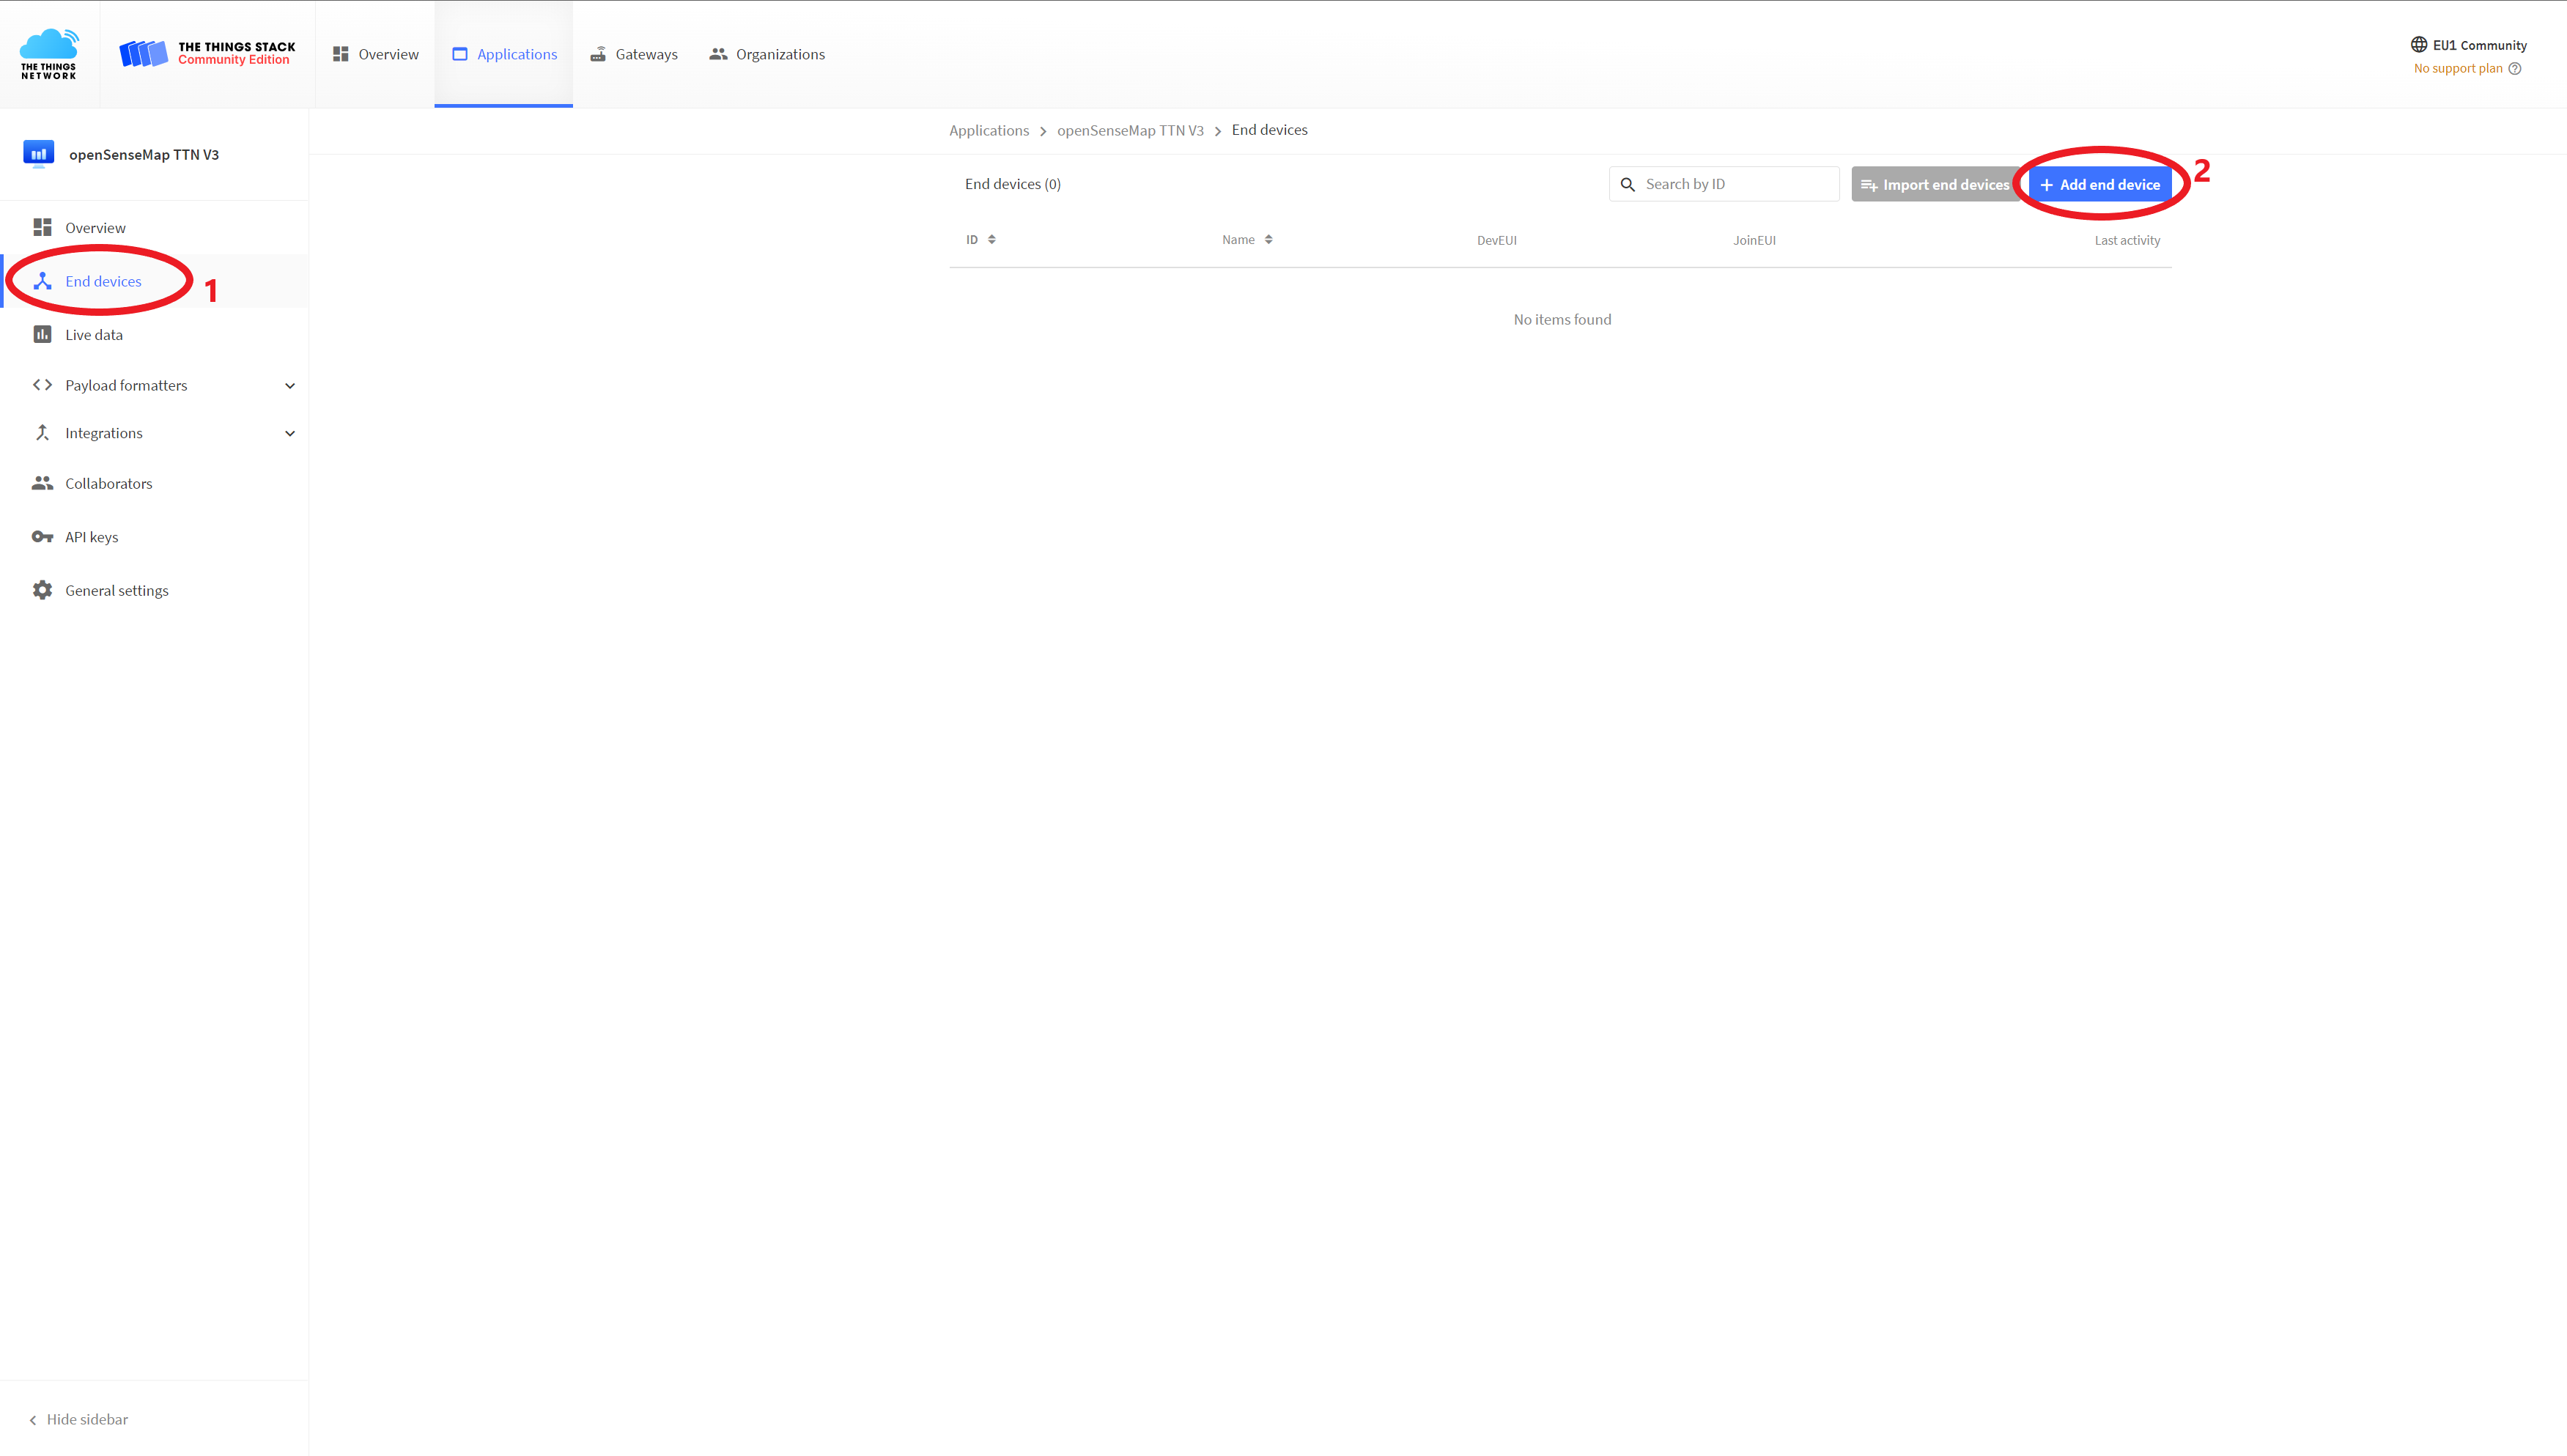 THE THINGS
NETWORK
THE THINGS STACK
Community Edition
Overview
Applications
Gateways
Organizations
EU1 Community
No support plan
openSenseMap TTN V3
Applications > openSenseMap TTN V3 > End devices
End devices (0)
Search by ID
Import end devices
+ Add end device
2
ID
Name
DevEUI
JoinEUI
Last activity
No items found
Overview
End devices
1
Live data
Payload formatters
Integrations
Collaborators
API keys
General settings
< Hide sidebar